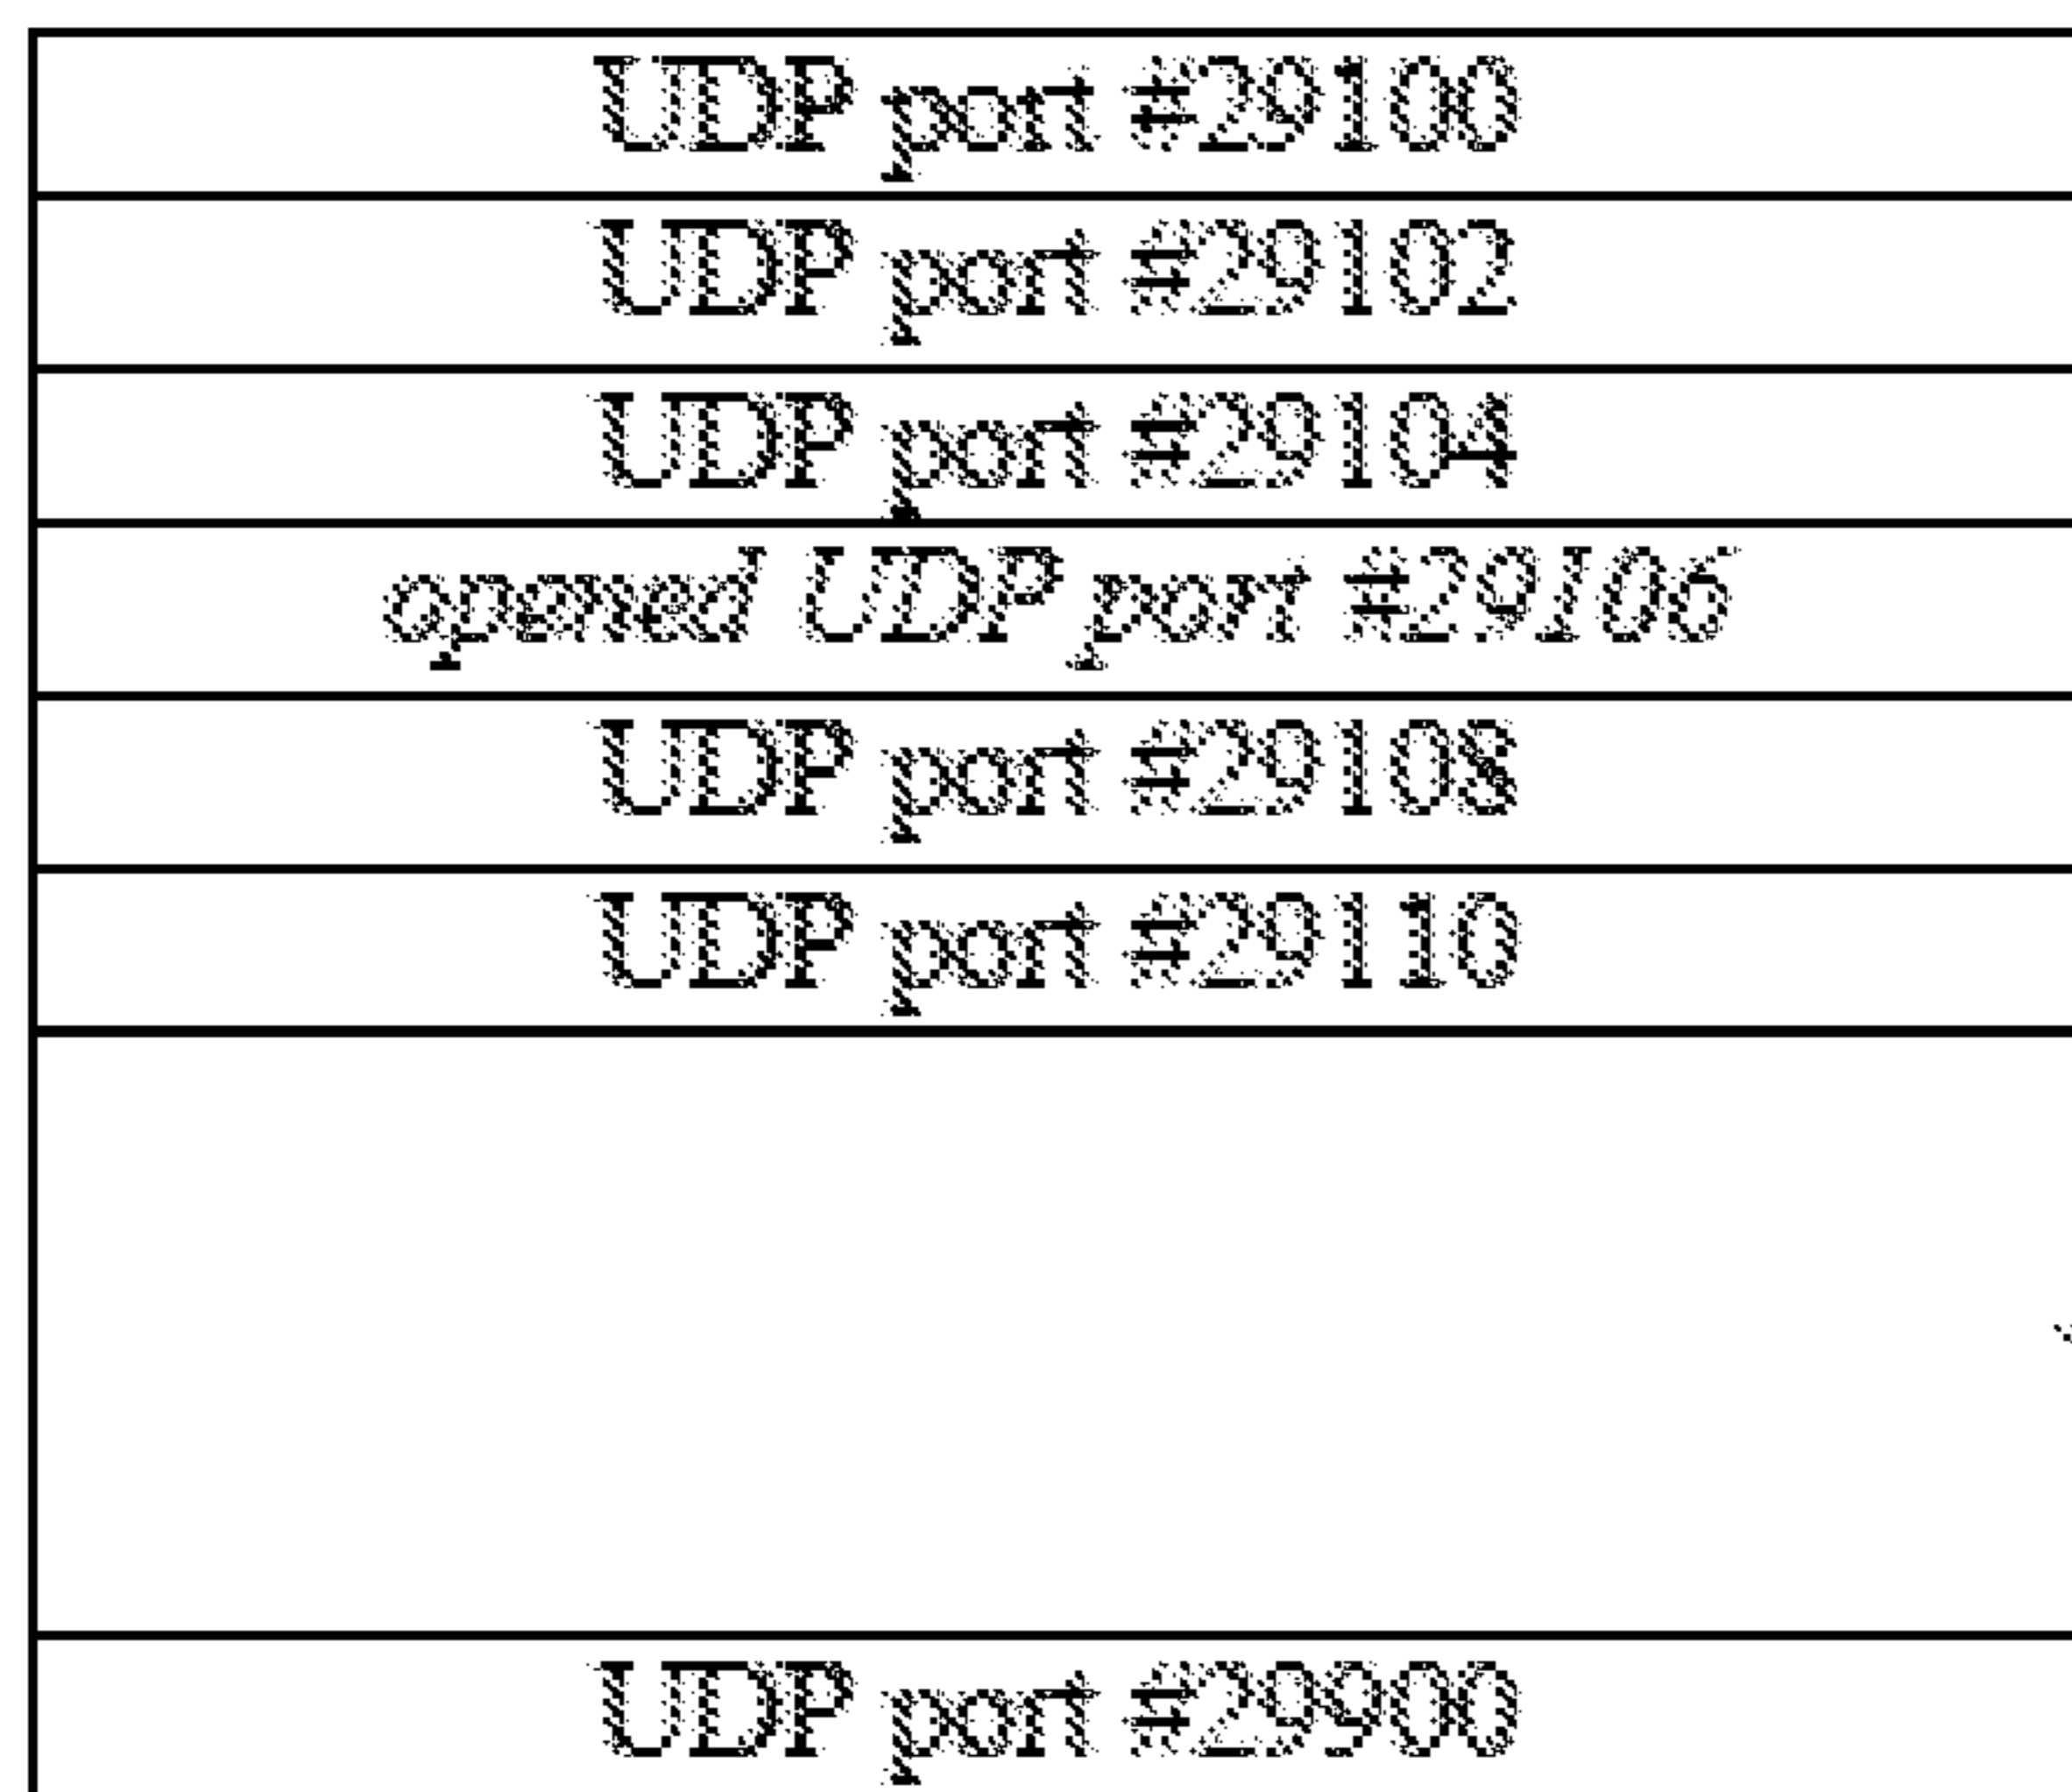 UDP port #29100
UDP port #29102
UDP port #29104
opened UDP port #29106
UDP port #29108
UDP port #29110
UDP port #29900